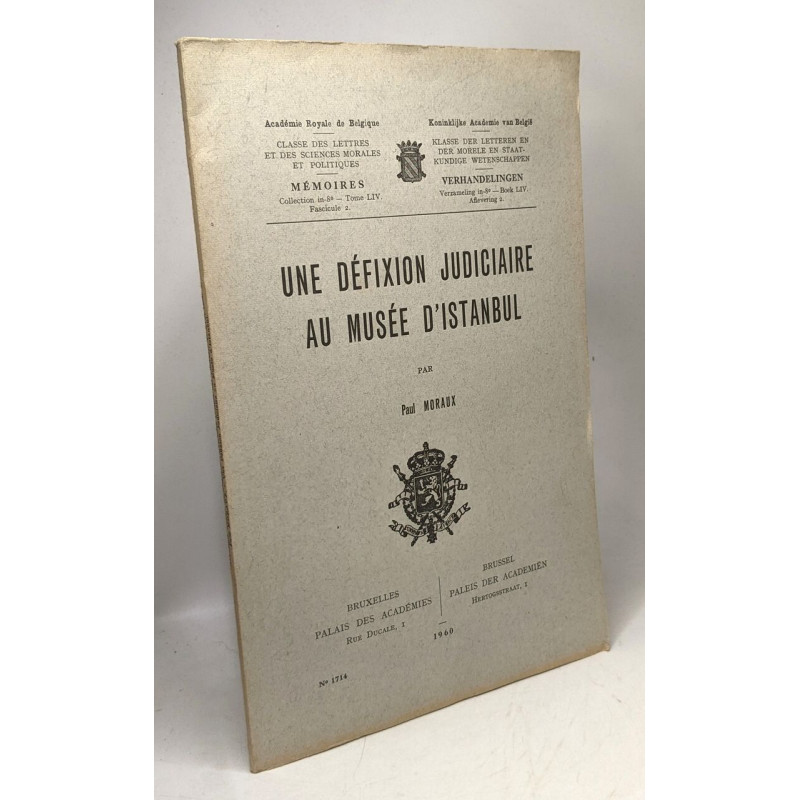 Académie Royale de Belgique
CLASSE DES LETTRES
ET DES SCIENCES MORALES
ET POLITIQUES
MÉMOIRES
Collection in-8º — Tome LIV
Fascicule 2.
Koninklijke Academie van België
KLASSE DER LETTEREN EN
DER MORELE EN STAAT-
KUNDIGE WETENSCHAPPEN
VERHANDELINGEN
Verzameling in-8º — Boek LIV.
Aflevering 2.
UNE DÉFIXION JUDICIAIRE
AU MUSÉE D'ISTANBUL
PAR
Paul MORAUX
BRUXELLES
PALAIS DES ACADÉMIES
RUE DUCALE, 1
BRUSSEL
PALEIS DER ACADEMIËN
HERTOGSSTRAAT, 1
1960
Nº 1714